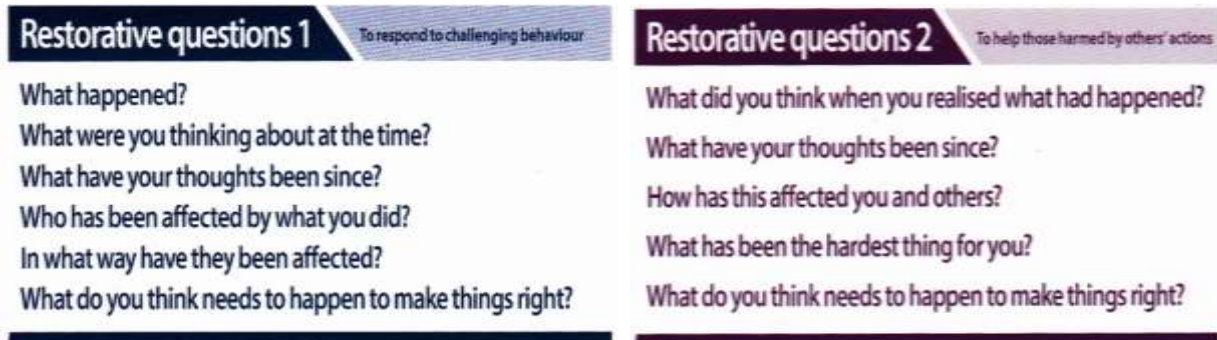 Restorative questions 1
To respond to challenging behaviour
What happened?
What were you thinking about at the time?
What have your thoughts been since?
Who has been affected by what you did?
In what way have they been affected?
What do you think needs to happen to make things right?
Restorative questions 2
To help those harmed by others' actions
What did you think when you realised what had happened?
What have your thoughts been since?
How has this affected you and others?
What has been the hardest thing for you?
What do you think needs to happen to make things right?